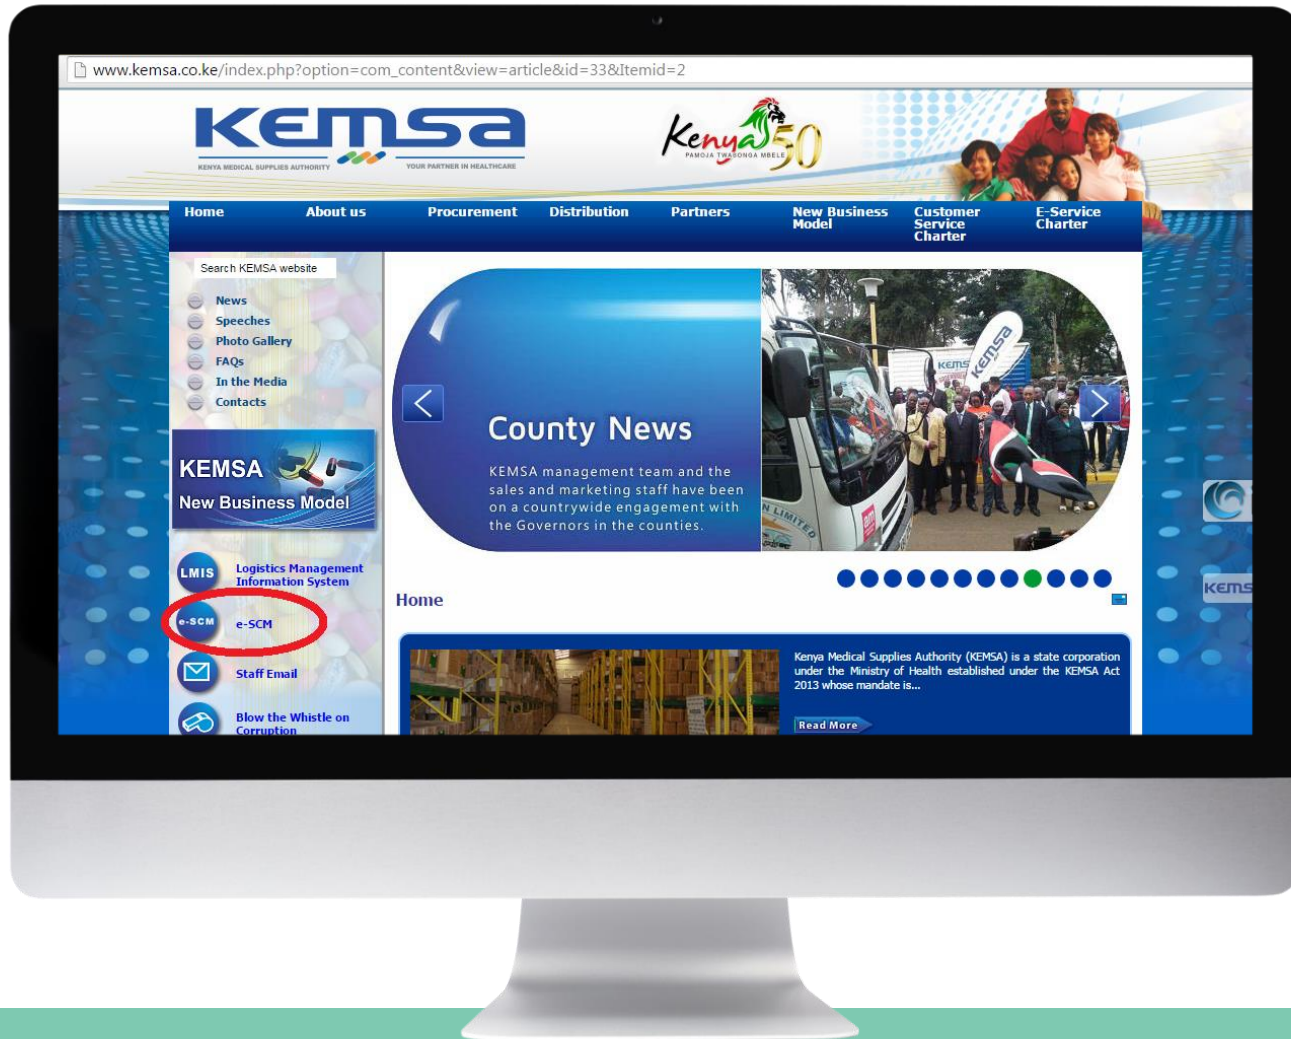 www.kemsa.co.ke/index.php?option=com_content&view=article&id=33&Itemid=2
KEMSA
KENYA MEDICAL SUPPLIES AUTHORITY
YOUR PARTNER IN HEALTHCARE
Kenya 50
PAMOJA TWASONGA MBELE
Home
About us
Procurement
Distribution
Partners
New Business
Model
Customer
Service
Charter
E-Service
Charter
Search KEMSA website
News
Speeches
Photo Gallery
FAQs
In the Media
Contacts
KEMSA
New Business Model
LMIS
Logistics Management
Information System
e-SCM
e-SCM
Staff Email
Blow the Whistle on
Corruption
County News
KEMSA management team and the
sales and marketing staff have been
on a countrywide engagement with
the Governors in the counties.
KEMSA
LIMITED
Home
Kenya Medical Supplies Authority (KEMSA) is a state corporation
under the Ministry of Health established under the KEMSA Act
2013 whose mandate is...
Read More